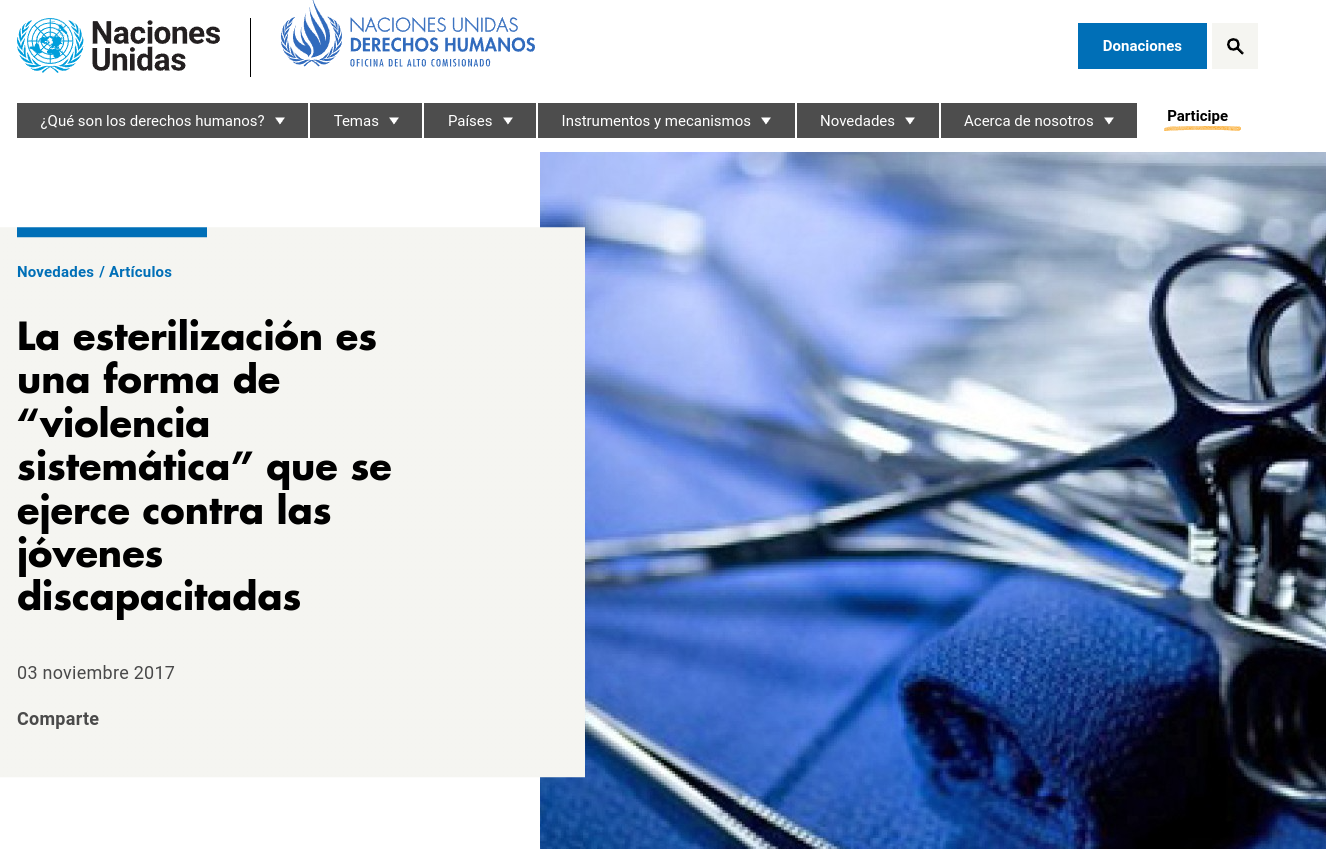 Naciones
Unidas
NACIONES UNIDAS
DERECHOS HUMANOS
OFICINA DEL ALTO COMISIONADO
Donaciones
¿Qué son los derechos humanos?
Temas
Países
Instrumentos y mecanismos
Novedades
Acerca de nosotros
Participe
Novedades / Artículos
La esterilización es
una forma de
“violencia
sistemática” que se
ejerce contra las
jóvenes
discapacitadas
03 noviembre 2017
Comparte